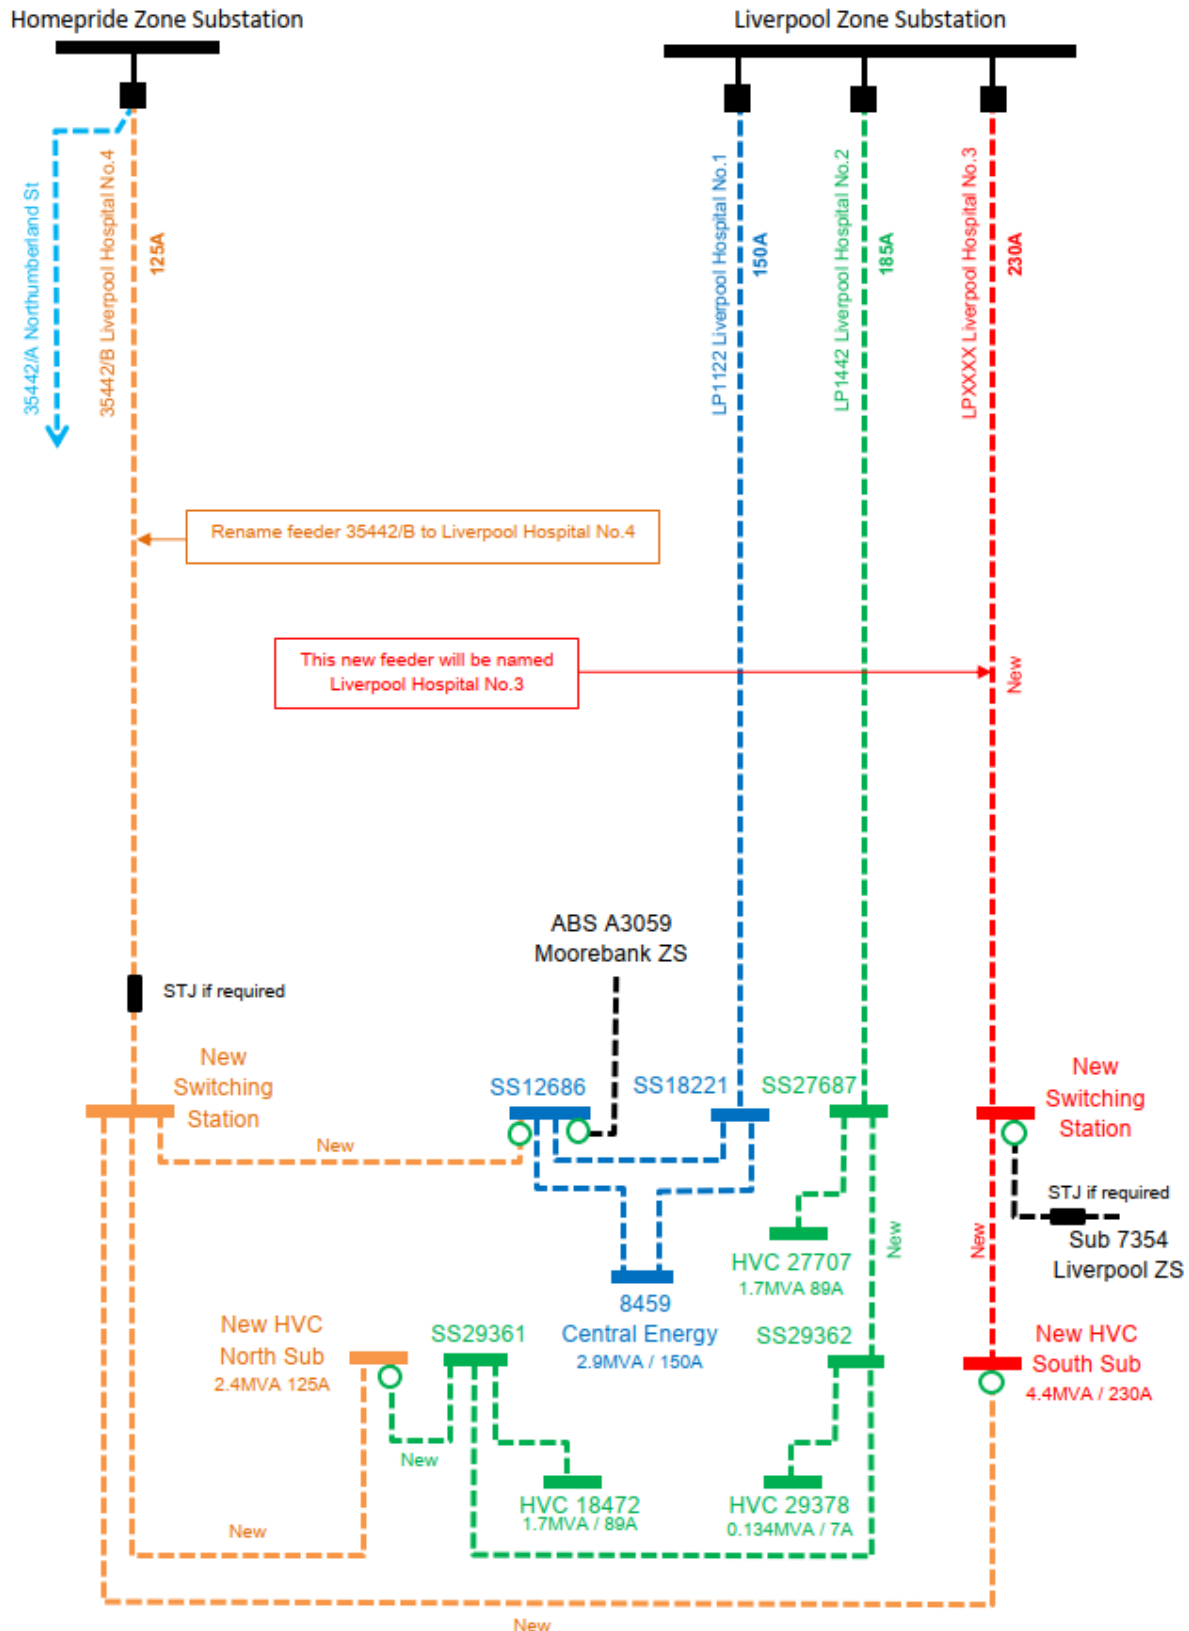 Homepride Zone Substation
Liverpool Zone Substation
35442/A Northumberland St
35442/B Liverpool Hospital No.4
125A
LP1122 Liverpool Hospital No.1
150A
LP1442 Liverpool Hospital No.2
185A
LPXXXX Liverpool Hospital No.3
230A
Rename feeder 35442/B to Liverpool Hospital No.4
This new feeder will be named
Liverpool Hospital No.3
New
ABS A3059
Moorebank ZS
STJ if required
New
Switching
Station
SS12686
SS18221
SS27687
New
Switching
Station
New
STJ if required
Sub 7354
Liverpool ZS
New
New
HVC 27707
1.7MVA 89A
8459
Central Energy
2.9MVA / 150A
New HVC
North Sub
2.4MVA 125A
SS29361
SS29362
New HVC
South Sub
4.4MVA / 230A
New
HVC 18472
1.7MVA / 89A
HVC 29378
0.134MVA / 7A
New
New